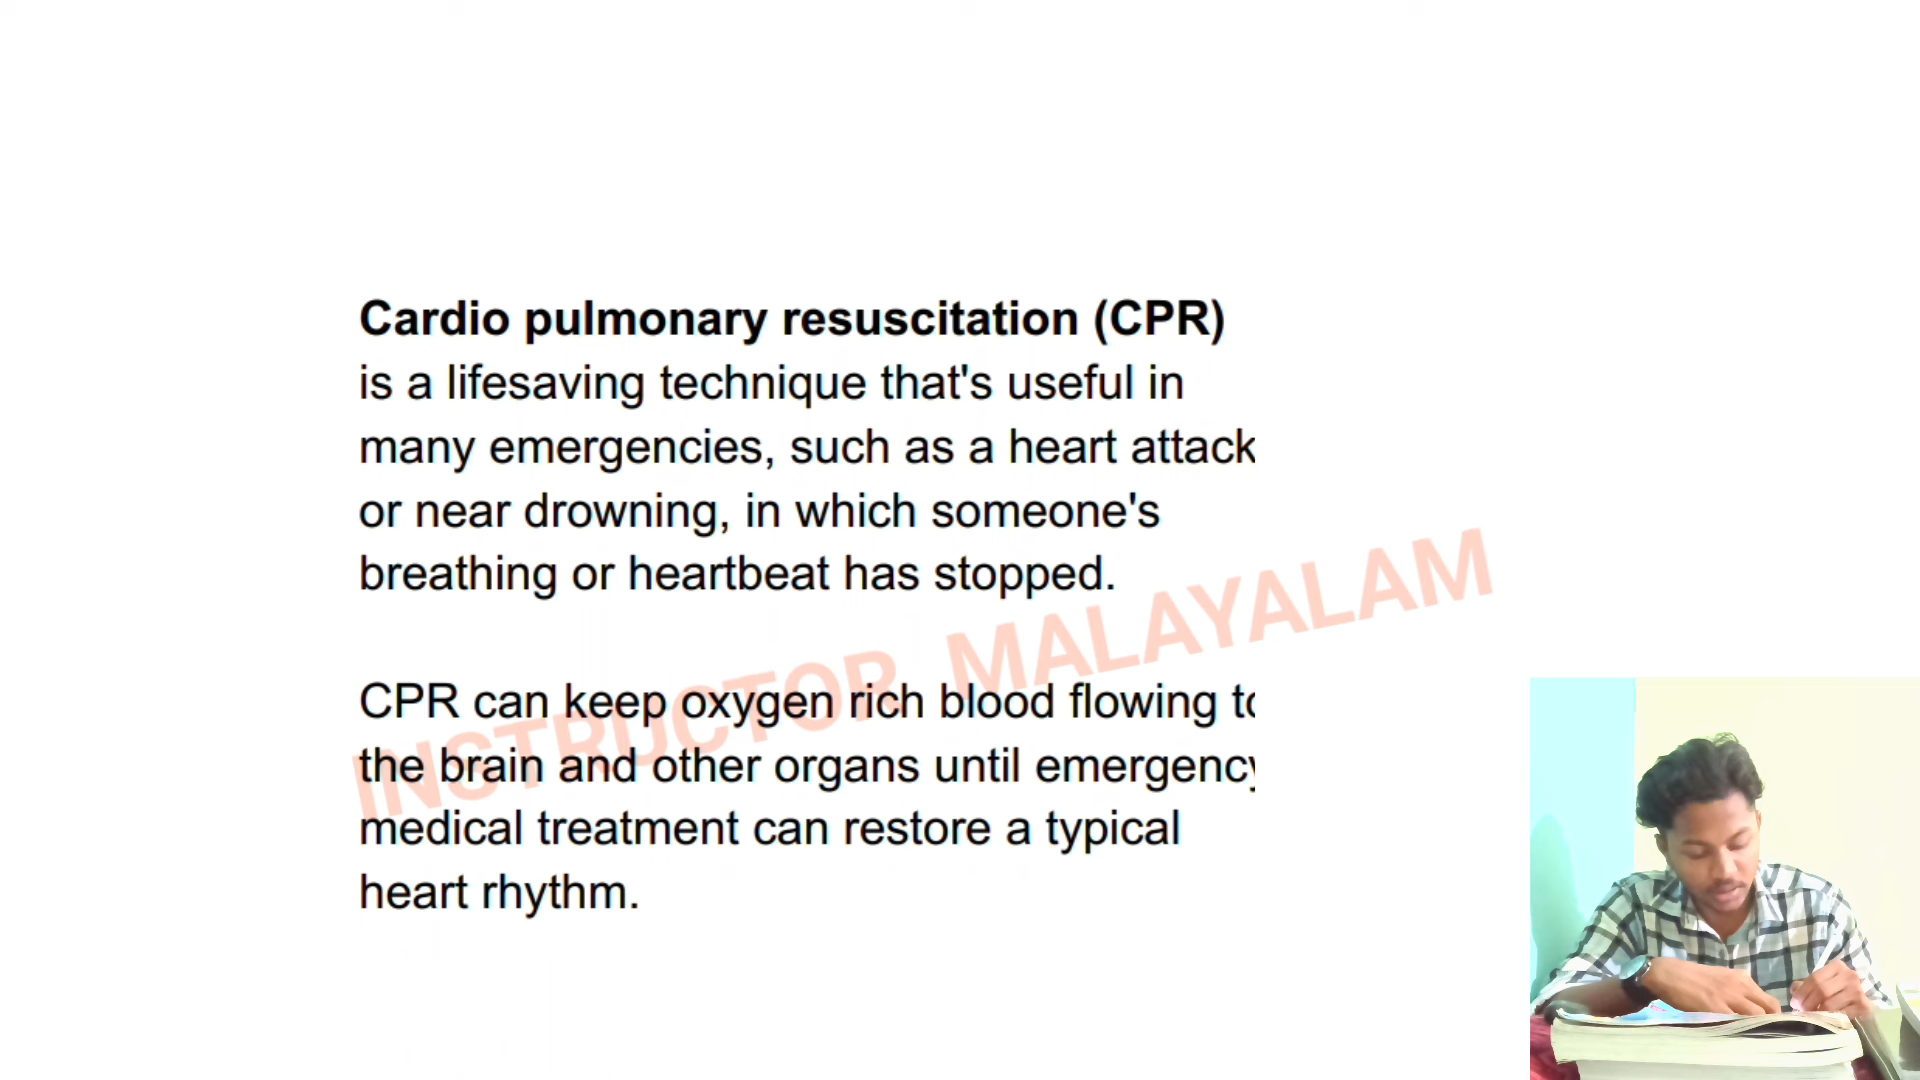 Cardio pulmonary resuscitation (CPR)
is a lifesaving technique that's useful in
many emergencies, such as a heart attack
or near drowning, in which someone's
breathing or heartbeat has stopped.
CPR can keep oxygen rich blood flowing to
the brain and other organs until emergency
medical treatment can restore a typical
heart rhythm.
INSTRUCTOR MALAYALAM